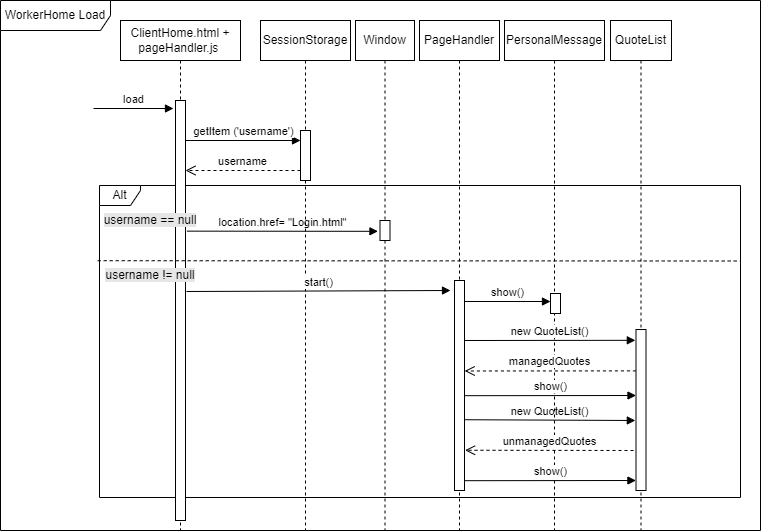 WorkerHome Load
ClientHome.html +
pageHandler.js
SessionStorage
Window
PageHandler
PersonalMessage
QuoteList
load
getItem ('username')
username
Alt
username == null
location.href= "Login.html"
username != null
start()
show()
new QuoteList()
managedQuotes
show()
new QuoteList()
unmanagedQuotes
show()